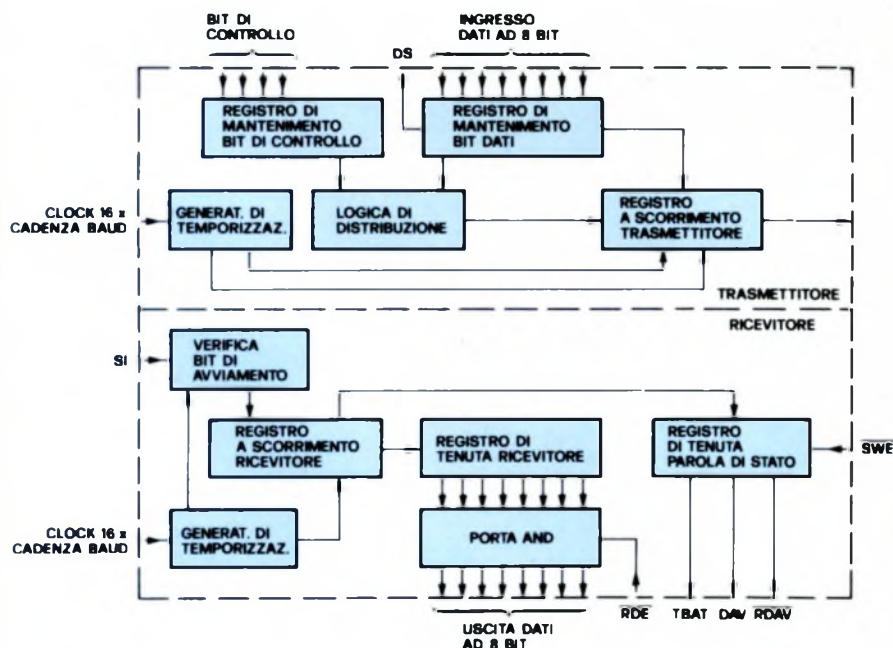 BIT DI
CONTROLLO
INGRESSO
DATI AD 8 BIT
DS
REGISTRO DI
MANTENIMENTO
BIT DI CONTROLLO
REGISTRO DI
MANTENIMENTO
BIT DATI
CLOCK 16 x
CADENZA BAUD
GENERAT. DI
TEMPORIZZAZ.
LOGICA DI
DISTRIBUZIONE
REGISTRO
A SCORRIMENTO
TRASMETTITORE
TRASMETTITORE
RICEVITORE
SI
VERIFICA
BIT DI
AVVIAMENTO
REGISTRO
A SCORRIMENTO
RICEVITORE
REGISTRO DI
TENUTA RICEVITORE
REGISTRO
DI TENUTA
PAROLA DI STATO
SWE
CLOCK 16 x
CADENZA BAUD
GENERAT. DI
TEMPORIZZAZ.
PORTA AND
USCITA DATI
AD 8 BIT
RDE
TBAT
DAV
RDAV